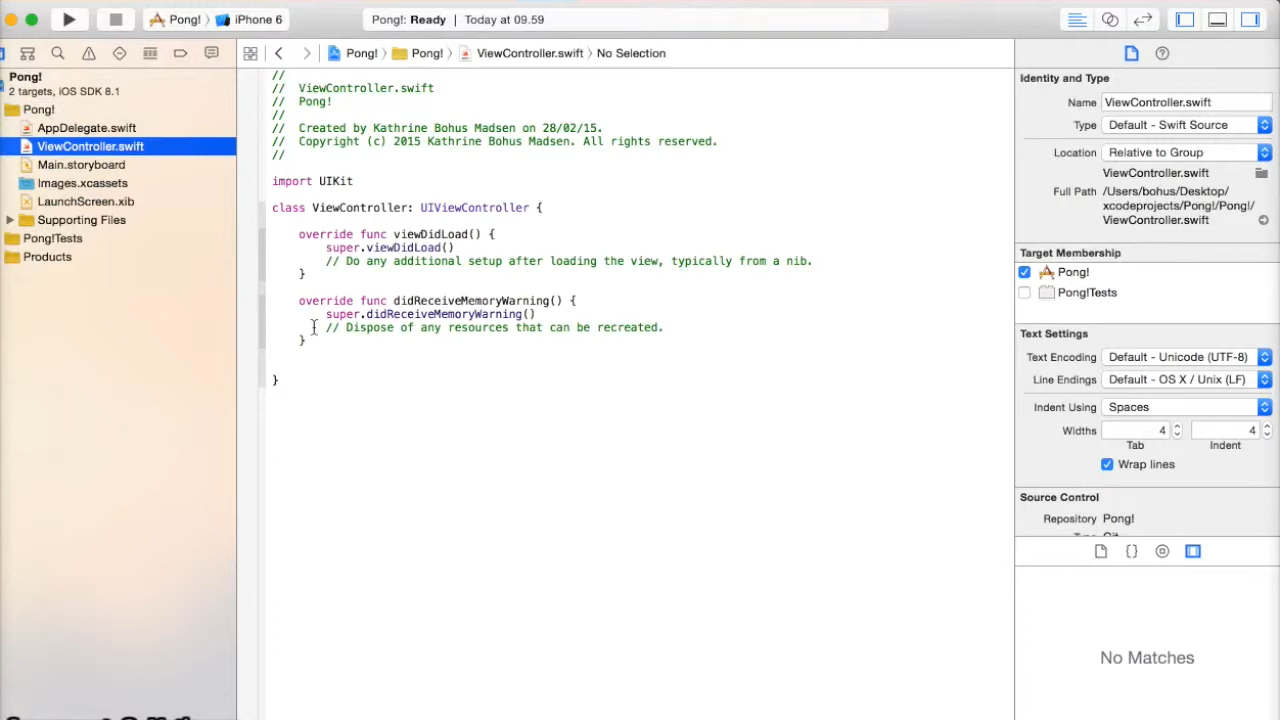 Pong! › iPhone 6
Pong!: Ready | Today at 09.59
Pong! › Pong! › ViewController.swift › No Selection
Pong!
2 targets, iOS SDK 8.1
Pong!
AppDelegate.swift
ViewController.swift
Main.storyboard
Images.xcassets
LaunchScreen.xib
Supporting Files
Pong!Tests
Products
//
//  ViewController.swift
//  Pong!
//
//  Created by Kathrine Bohus Madsen on 28/02/15.
//  Copyright (c) 2015 Kathrine Bohus Madsen. All rights reserved.
//
import UIKit
class ViewController: UIViewController {
override func viewDidLoad() {
super.viewDidLoad()
// Do any additional setup after loading the view, typically from a nib.
}
override func didReceiveMemoryWarning() {
super.didReceiveMemoryWarning()
// Dispose of any resources that can be recreated.
}
}
Identity and Type
Name ViewController.swift
Type Default - Swift Source
Location Relative to Group
ViewController.swift
Full Path /Users/bohus/Desktop/
xcodeprojects/Pong!/Pong!/
ViewController.swift
Target Membership
Pong!
Pong!Tests
Text Settings
Text Encoding Default - Unicode (UTF-8)
Line Endings Default - OS X / Unix (LF)
Indent Using Spaces
Widths 4 4
Tab Indent
Wrap lines
Source Control
Repository Pong!
{}
No Matches